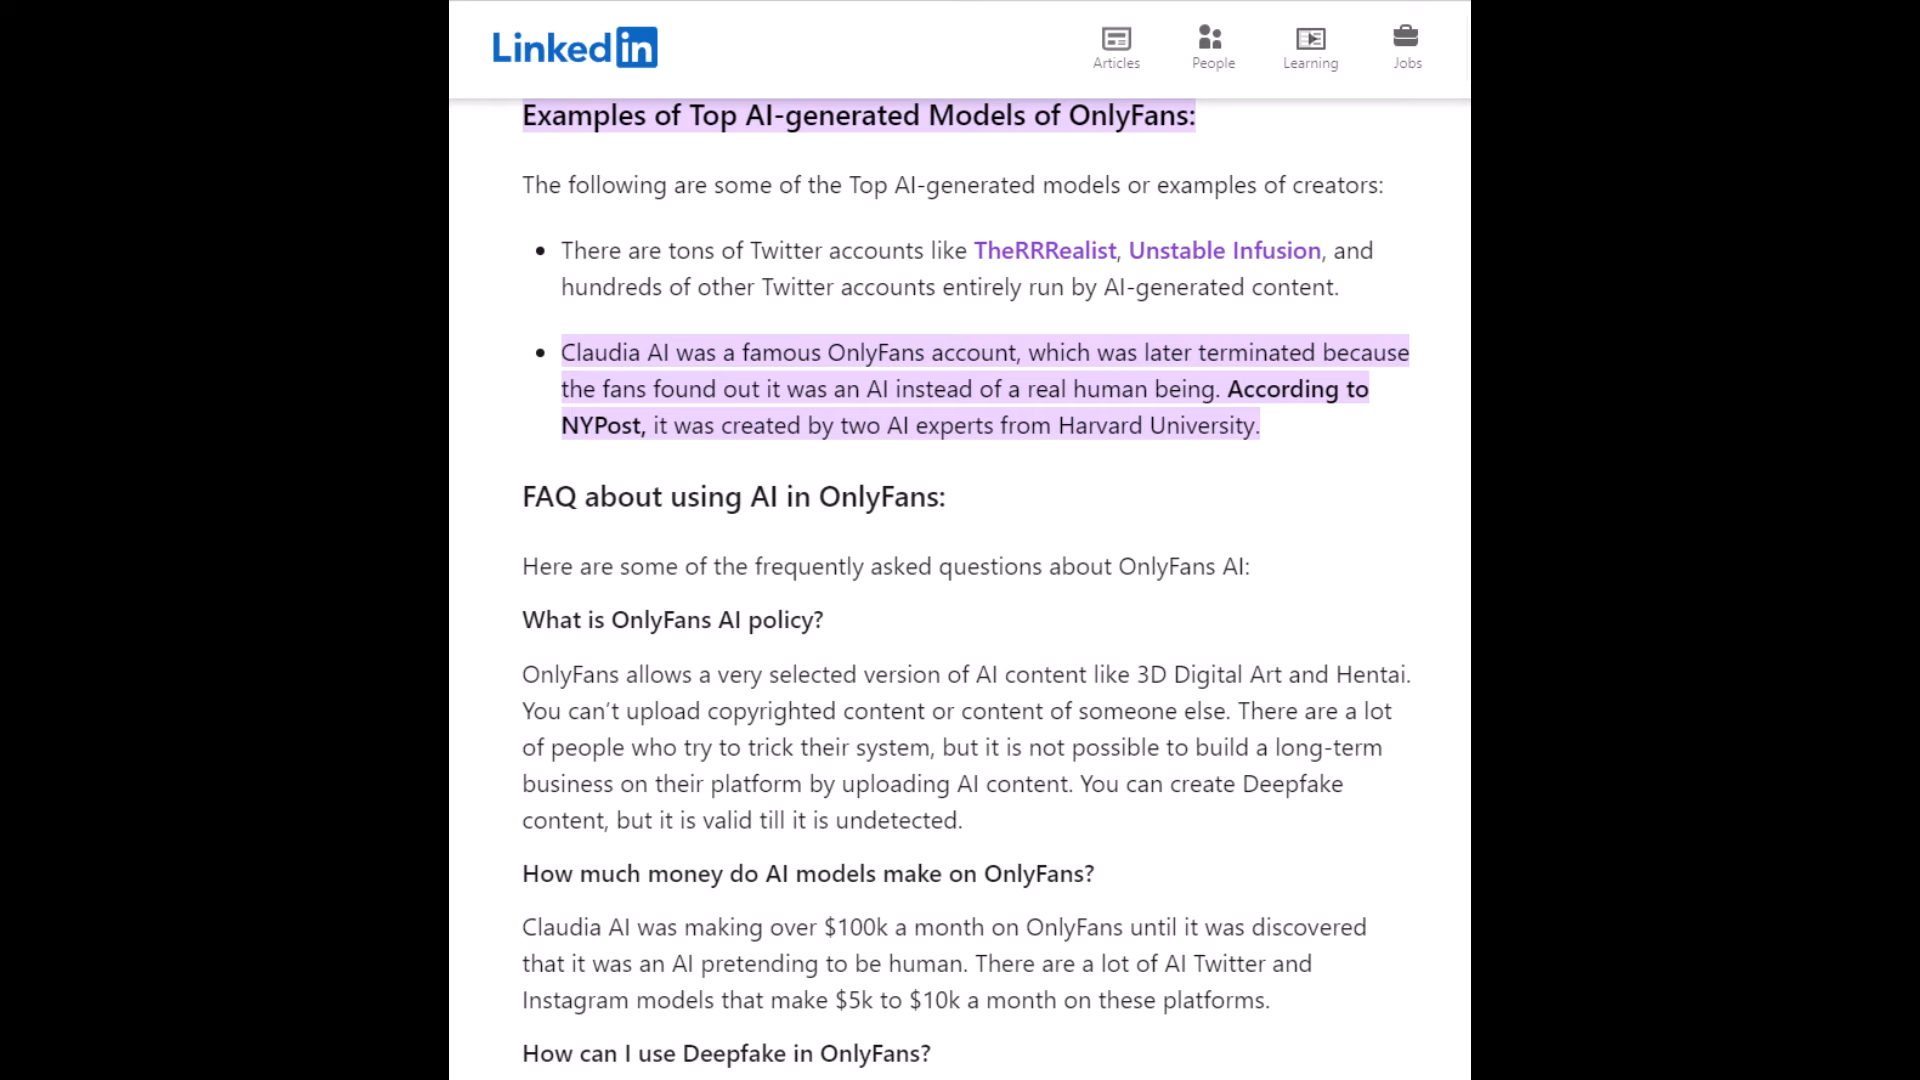 LinkedIn
Articles
People
Learning
Jobs
Examples of Top AI-generated Models of OnlyFans:
The following are some of the Top AI-generated models or examples of creators:
There are tons of Twitter accounts like TheRRRealist, Unstable Infusion, and
hundreds of other Twitter accounts entirely run by AI-generated content.
Claudia AI was a famous OnlyFans account, which was later terminated because
the fans found out it was an AI instead of a real human being. According to
NYPost, it was created by two AI experts from Harvard University.
FAQ about using AI in OnlyFans:
Here are some of the frequently asked questions about OnlyFans AI:
What is OnlyFans AI policy?
OnlyFans allows a very selected version of AI content like 3D Digital Art and Hentai.
You can’t upload copyrighted content or content of someone else. There are a lot
of people who try to trick their system, but it is not possible to build a long-term
business on their platform by uploading AI content. You can create Deepfake
content, but it is valid till it is undetected.
How much money do AI models make on OnlyFans?
Claudia AI was making over $100k a month on OnlyFans until it was discovered
that it was an AI pretending to be human. There are a lot of AI Twitter and
Instagram models that make $5k to $10k a month on these platforms.
How can I use Deepfake in OnlyFans?